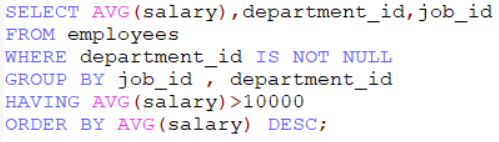 SELECT AVG(salary),department_id,job_id
FROM employees
WHERE department_id IS NOT NULL
GROUP BY job_id , department_id
HAVING AVG(salary)>10000
ORDER BY AVG(salary) DESC;